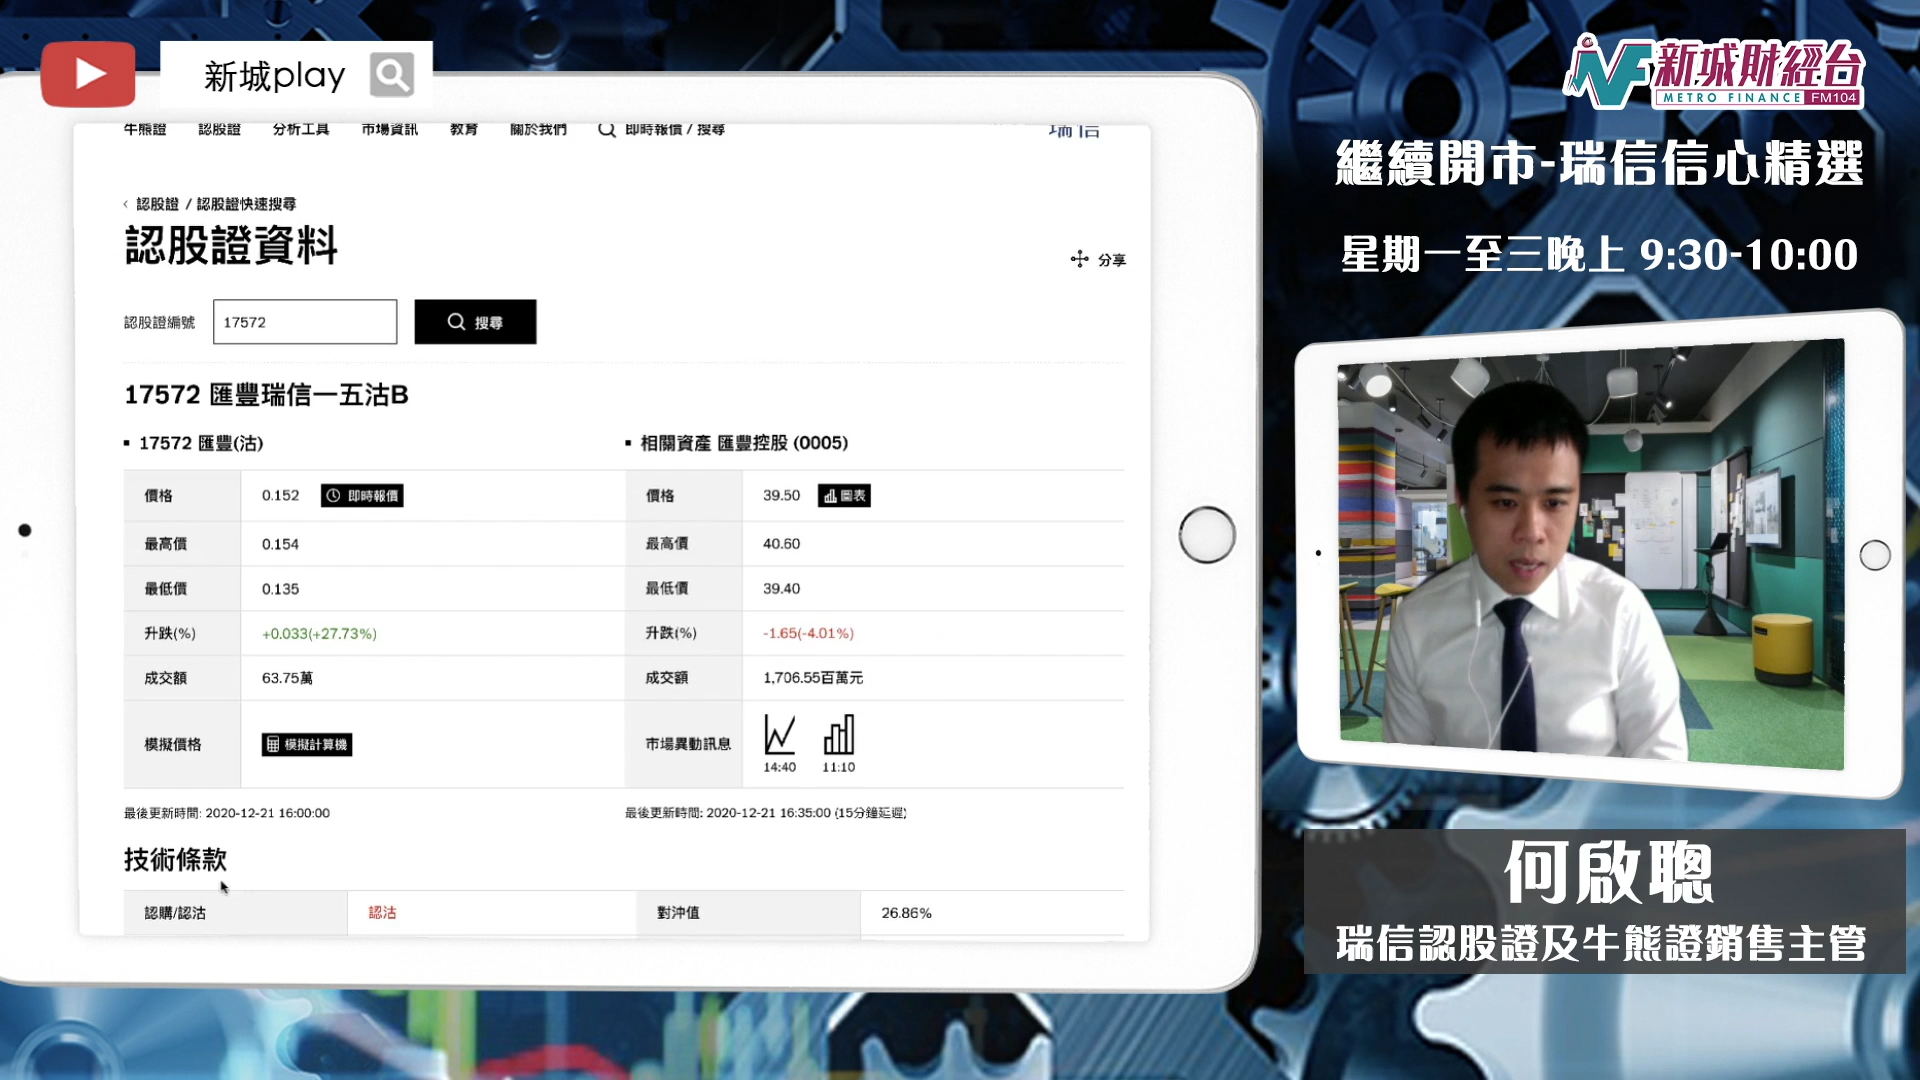 新城play
新城財經台
METRO FINANCE FM104
繼續開市-瑞信信心精選
星期一至三晚上 9:30-10:00
牛熊證 認股證 分析工具 市場資訊 教育 關於我們 即時報價 / 搜尋 瑞信
‹ 認股證 / 認股證快速搜尋
認股證資料
分享
認股證編號 17572 搜尋
17572 匯豐瑞信一五沽B
▪ 17572 匯豐(沽) ▪ 相關資產 匯豐控股 (0005)
價格 0.152 即時報價 價格 39.50 圖表
最高價 0.154 最高價 40.60
最低價 0.135 最低價 39.40
升跌(%) +0.033(+27.73%) 升跌(%) -1.65(-4.01%)
成交額 63.75萬 成交額 1,706.55百萬元
模擬價格 模擬計算機 市場異動訊息 14:40 11:10
最後更新時間: 2020-12-21 16:00:00 最後更新時間: 2020-12-21 16:35:00 (15分鐘延遲)
技術條款
認購/認沽 認沽 對沖值 26.86%
何啟聰
瑞信認股證及牛熊證銷售主管